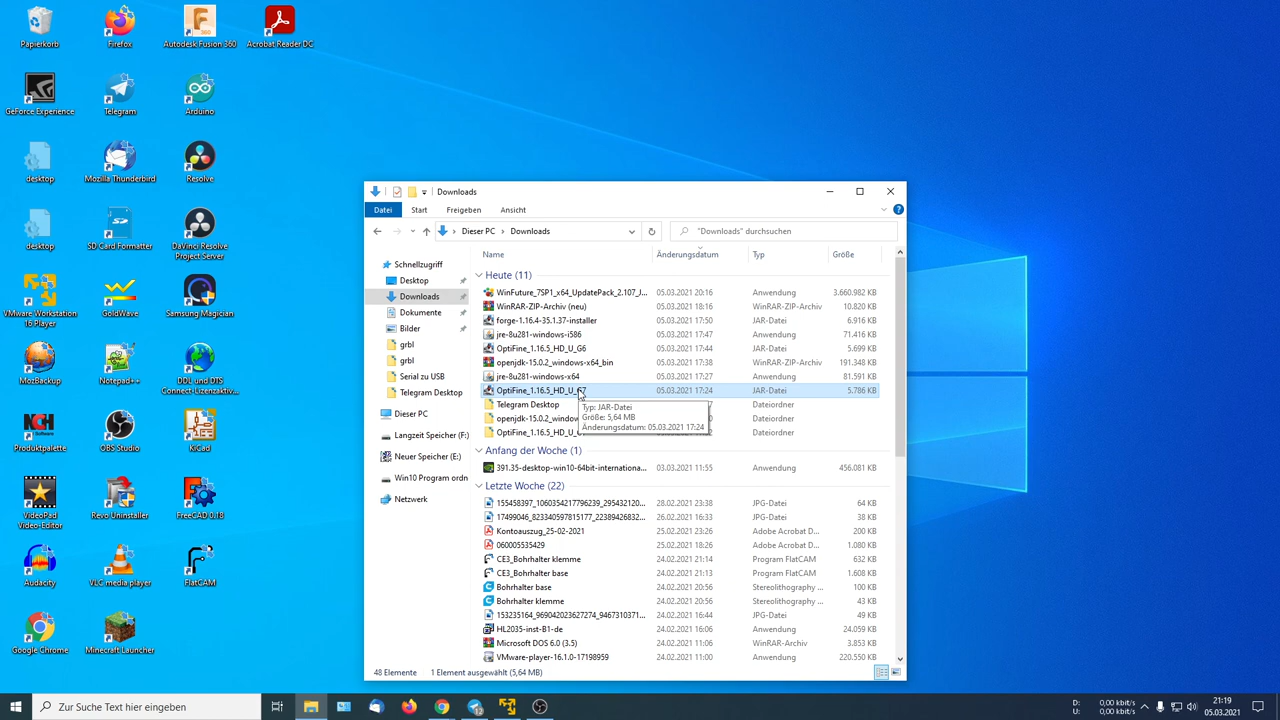 Papierkorb
Firefox
Autodesk Fusion 360
Acrobat Reader DC
GeForce Experience
Telegram
Arduino
desktop
Mozilla Thunderbird
Resolve
desktop
SD Card Formatter
DaVinci Resolve
Project Server
VMware Workstation
16 Player
GoldWave
Samsung Magician
MozBackup
Notepad++
DDL und DTS
Connect-Lizenzaktiv...
Produktpalette
OBS Studio
KiCad
VideoPad
Video-Editor
Revo Uninstaller
FreeCAD 0.18
Audacity
VLC media player
FlatCAM
Google Chrome
Minecraft Launcher
Downloads
Datei Start Freigeben Ansicht
Dieser PC Downloads
"Downloads" durchsuchen
Schnellzugriff
Desktop
Downloads
Dokumente
Bilder
grbl
grbl
Serial zu USB
Telegram Desktop
Dieser PC
Langzeit Speicher (F:)
Neuer Speicher (E:)
Win10 Program ordn
Netzwerk
Name Änderungsdatum Typ Größe
Heute (11)
WinFuture_7SP1_x64_UpdatePack_2.107_J... 05.03.2021 20:16 Anwendung 3.660.982 KB
WinRAR-ZIP-Archiv (neu) 05.03.2021 18:16 WinRAR-ZIP-Archiv 10.820 KB
forge-1.16.4-35.1.37-installer 05.03.2021 17:50 JAR-Datei 6.916 KB
jre-8u281-windows-i586 05.03.2021 17:47 Anwendung 71.416 KB
OptiFine_1.16.5_HD_U_G6 05.03.2021 17:44 JAR-Datei 5.699 KB
openjdk-15.0.2_windows-x64_bin 05.03.2021 17:38 WinRAR-ZIP-Archiv 191.348 KB
jre-8u281-windows-x64 05.03.2021 17:27 Anwendung 81.591 KB
OptiFine_1.16.5_HD_U_G7 05.03.2021 17:24 JAR-Datei 5.786 KB
Telegram Desktop Dateiordner
openjdk-15.0.2_windo Dateiordner
OptiFine_1.16.5_HD_U_ Dateiordner
Typ: JAR-Datei
Größe: 5,64 MB
Änderungsdatum: 05.03.2021 17:24
Anfang der Woche (1)
391.35-desktop-win10-64bit-internationa... 03.03.2021 11:55 Anwendung 456.081 KB
Letzte Woche (22)
155458397_1060354217796239_295432120... 28.02.2021 23:38 JPG-Datei 64 KB
17499046_823340597815177_22389426832... 26.02.2021 16:33 JPG-Datei 38 KB
Kontoauszug_25-02-2021 25.02.2021 23:26 Adobe Acrobat D... 200 KB
060005535429 25.02.2021 18:26 Adobe Acrobat D... 1.080 KB
CE3_Bohrhalter klemme 24.02.2021 21:14 Program FlatCAM 632 KB
CE3_Bohrhalter base 24.02.2021 21:13 Program FlatCAM 1.608 KB
Bohrhalter base 24.02.2021 20:56 Stereolithography ... 100 KB
Bohrhalter klemme 24.02.2021 20:56 Stereolithography ... 43 KB
153235164_969042023627274_9467310371... 24.02.2021 16:44 JPG-Datei 49 KB
HL2035-inst-B1-de 24.02.2021 16:06 Anwendung 24.059 KB
Microsoft DOS 6.0 (3.5) 24.02.2021 16:05 WinRAR-Archiv 3.853 KB
VMware-player-16.1.0-17198959 24.02.2021 11:00 Anwendung 220.550 KB
48 Elemente 1 Element ausgewählt (5,64 MB)
Zur Suche Text hier eingeben
D: 0,00 kbit/s 0,00 kbit/s
U: 0,00 kbit/s 0,00 kbit/s
21:19
05.03.2021